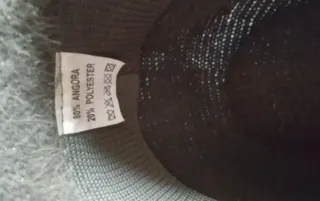 80% ANGORA
20% POLYESTER